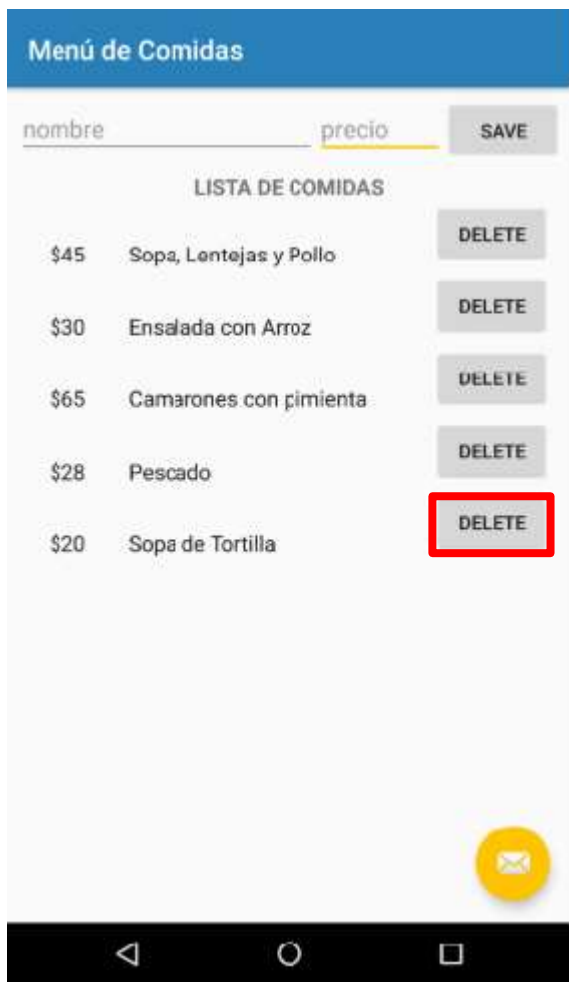 Menú de Comidas
nombre precio SAVE
LISTA DE COMIDAS
DELETE
$45 Sopa, Lentejas y Pollo
DELETE
$30 Ensalada con Arroz
DELETE
$65 Camarones con pimienta
DELETE
$28 Pescado
DELETE
$20 Sopa de Tortilla